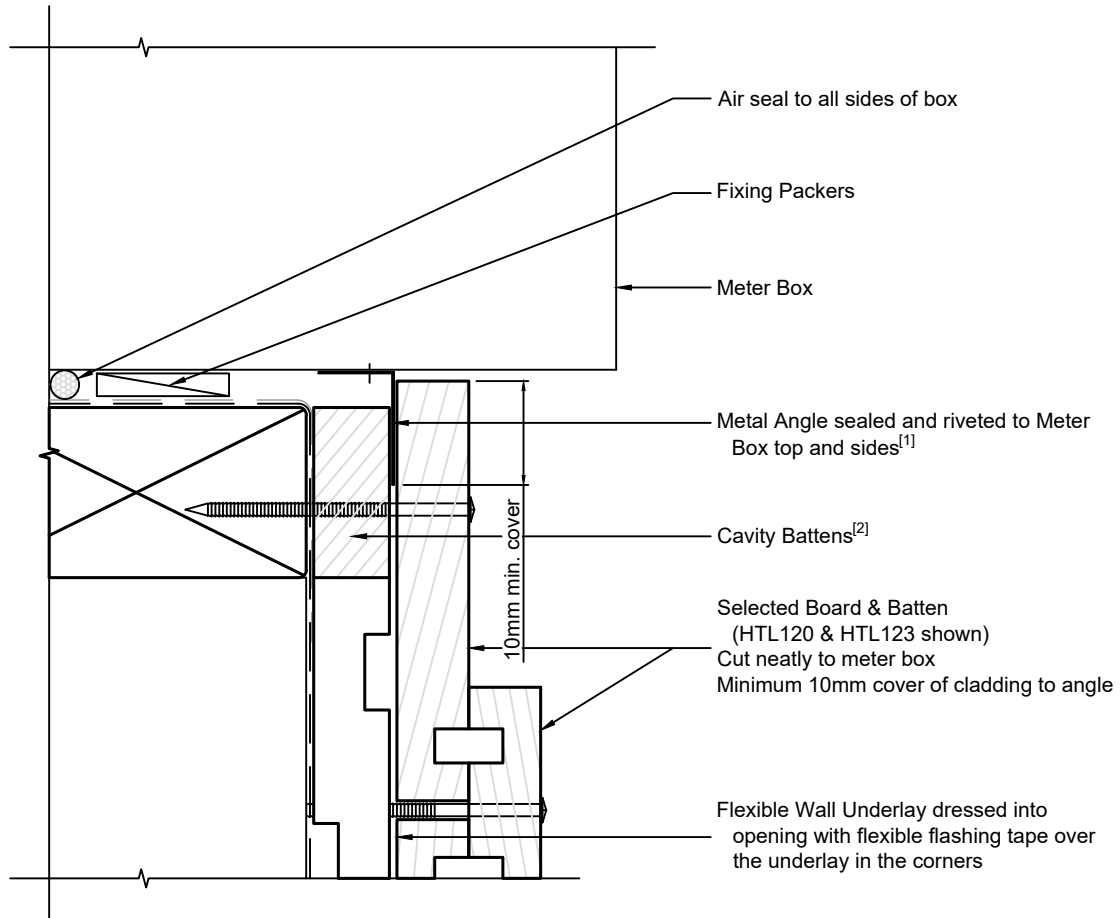 Air seal to all sides of box
Fixing Packers
Meter Box
Metal Angle sealed and riveted to Meter
Box top and sides[1]
10mm min. cover
Cavity Battens[2]
Selected Board & Batten
(HTL120 & HTL123 shown)
Cut neatly to meter box
Minimum 10mm cover of cladding to angle
Flexible Wall Underlay dressed into
opening with flexible flashing tape over
the underlay in the corners